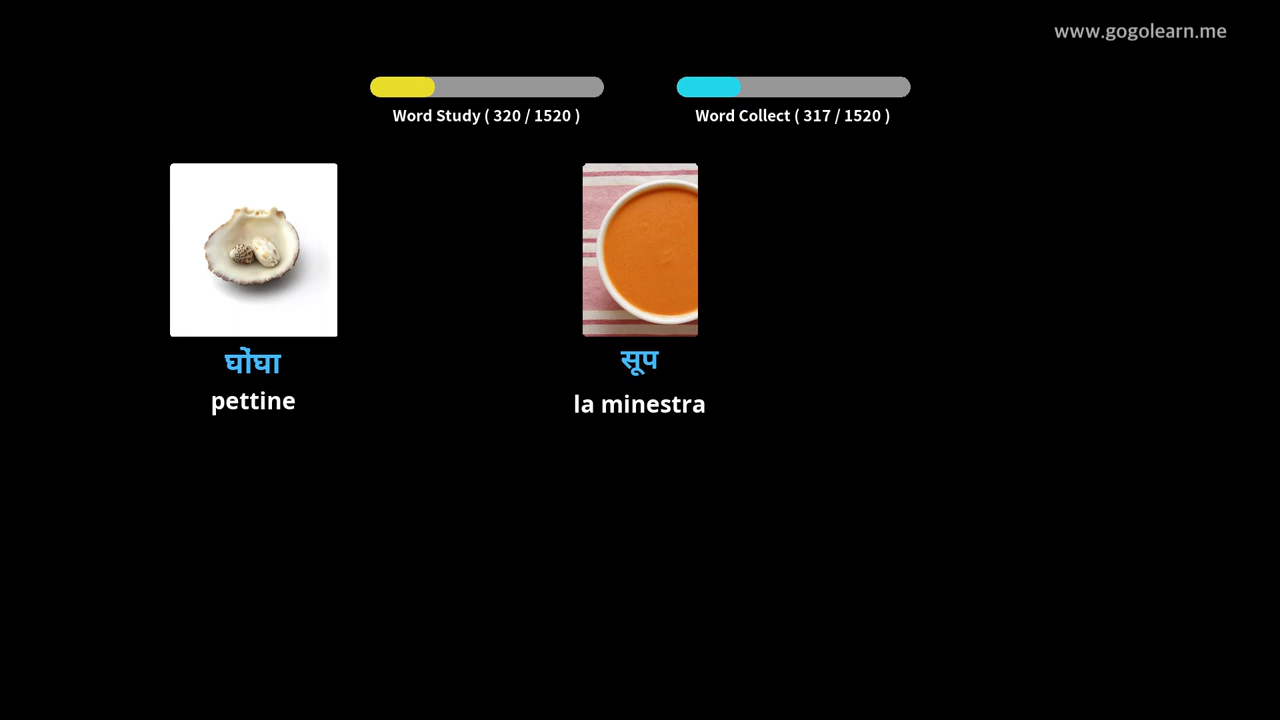 www.gogolearn.me
Word Study ( 320 / 1520 )
Word Collect ( 317 / 1520 )
घोंघा
pettine
सूप
la minestra